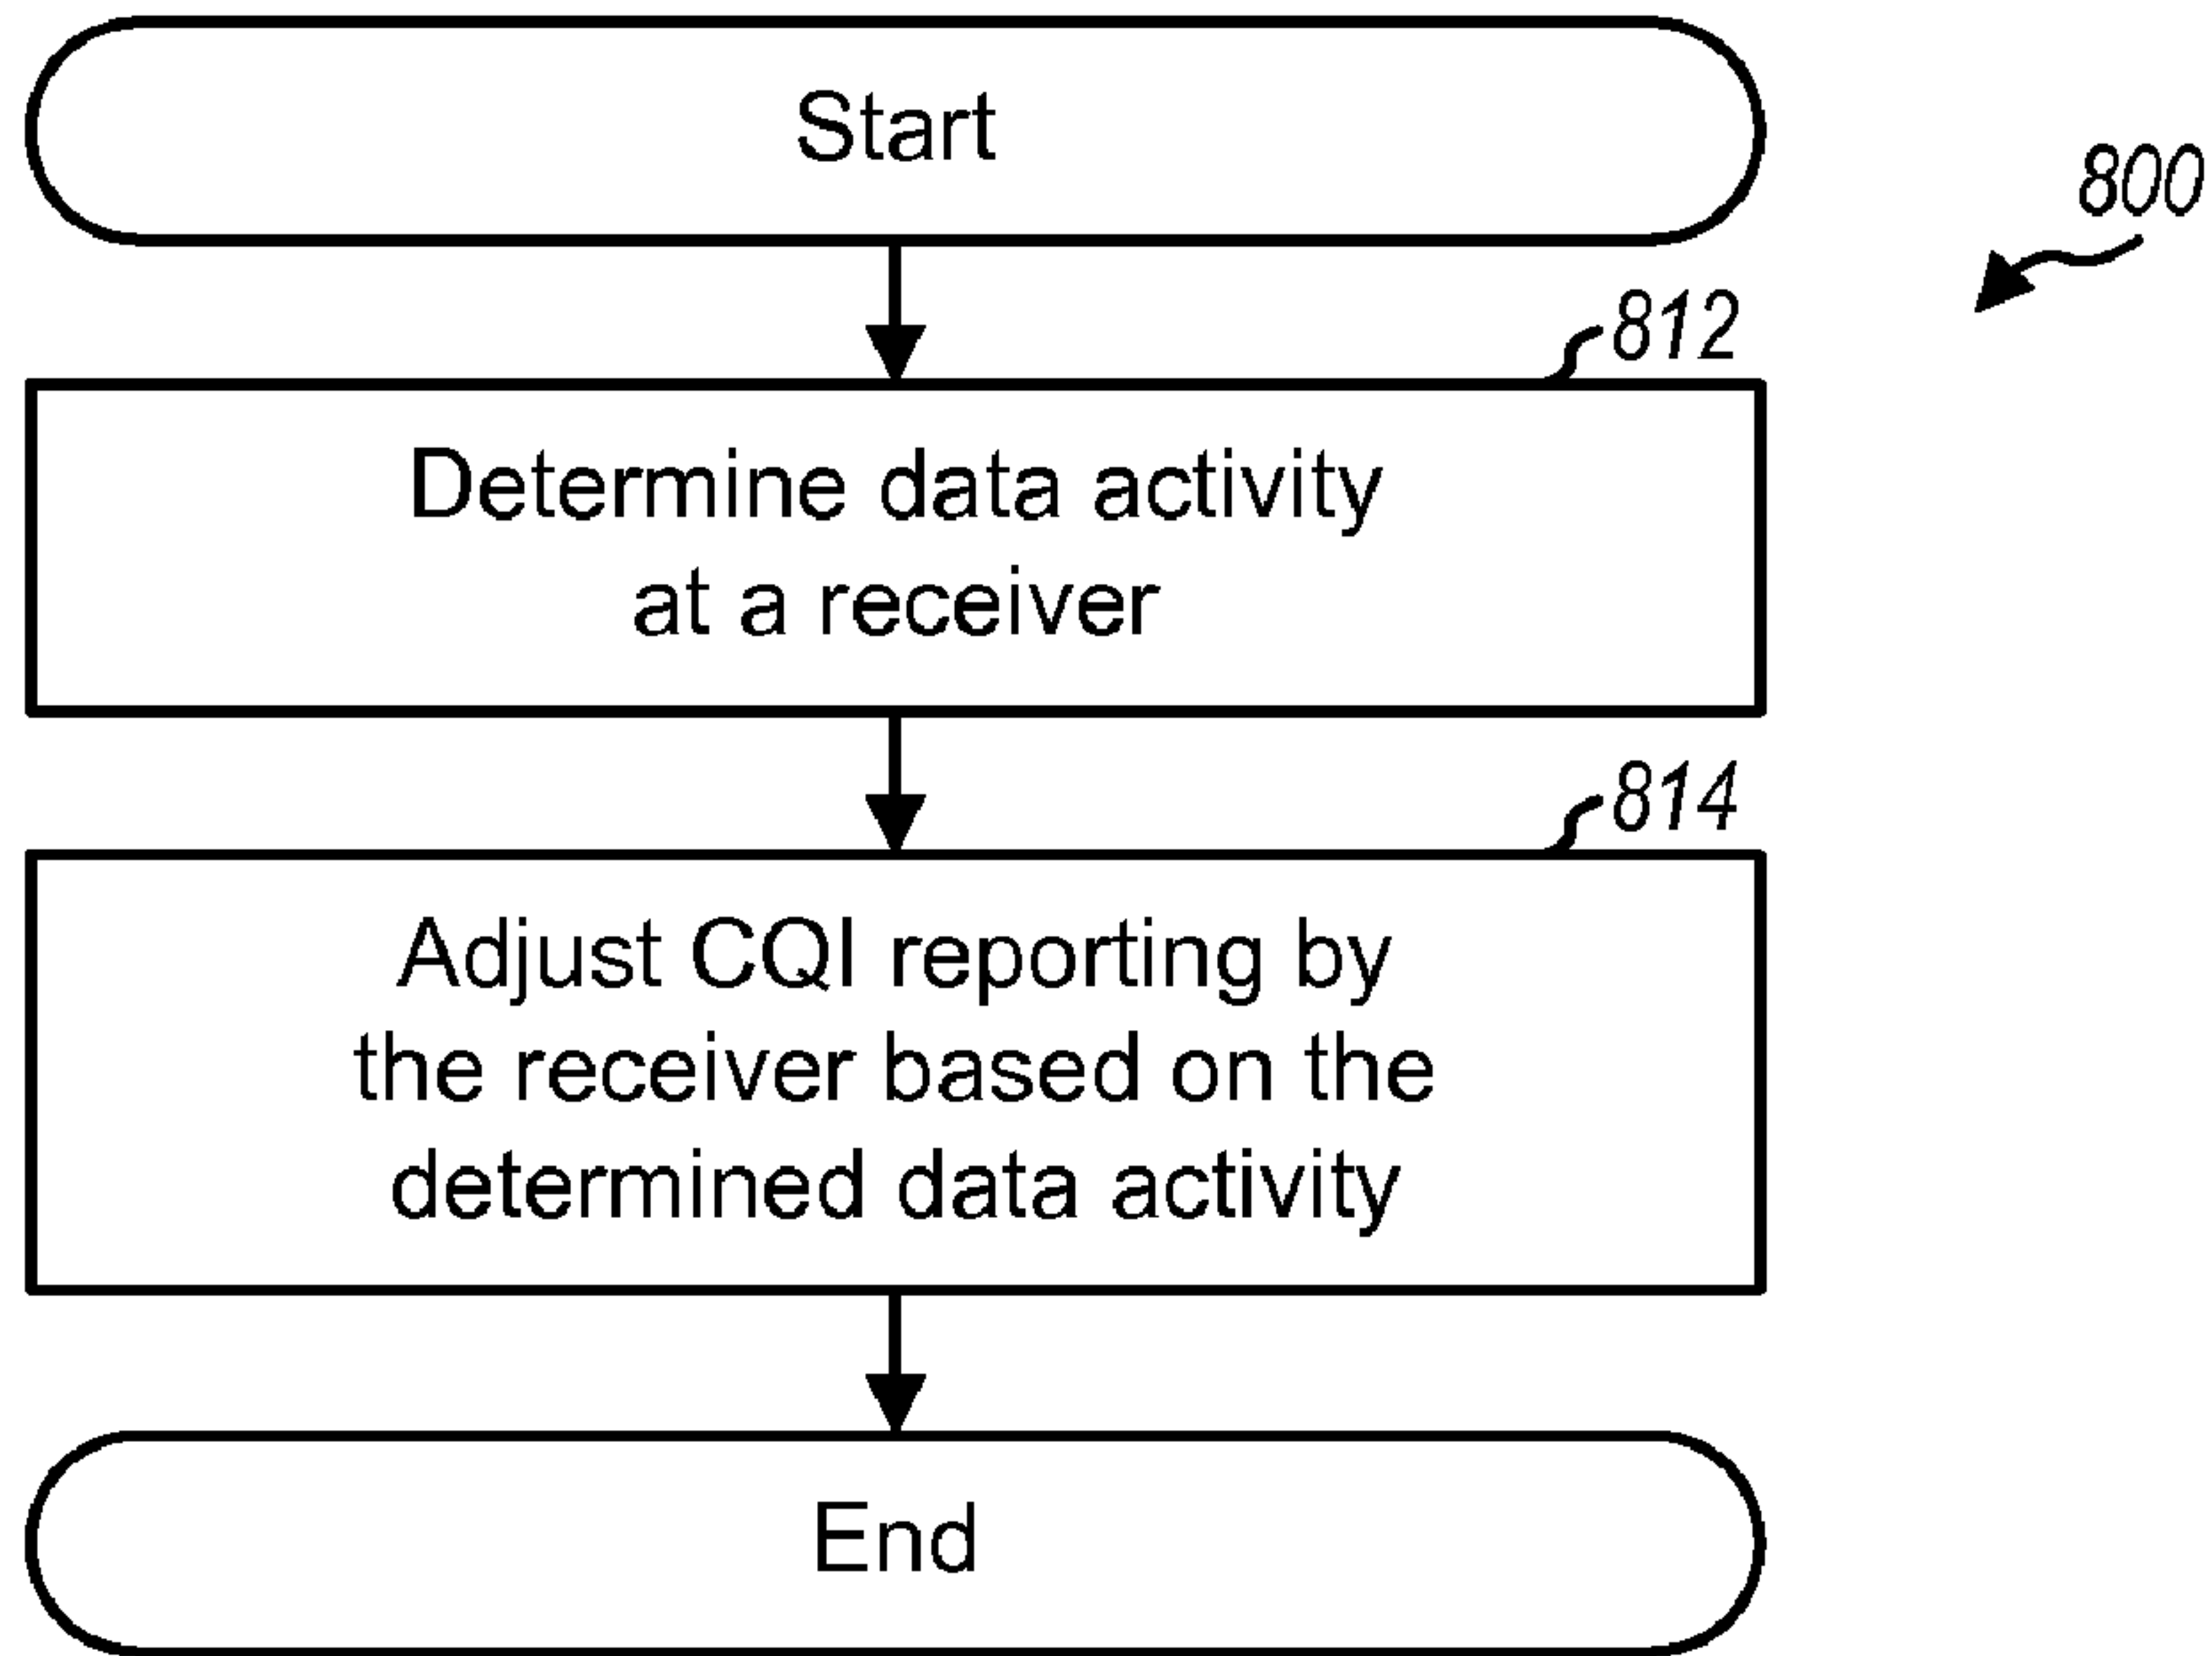 Start
800
812
Determine data activity
at a receiver
814
Adjust CQI reporting by
the receiver based on the
determined data activity
End